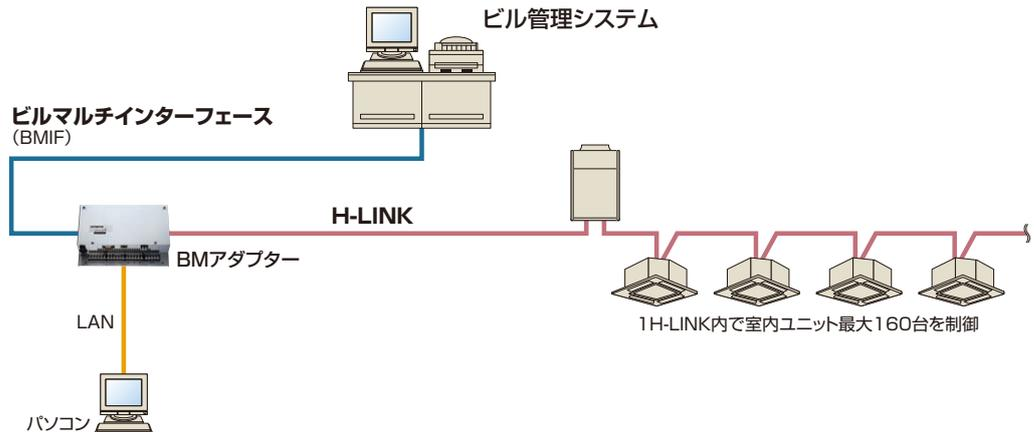 ビル管理システム
ビルマルチインターフェース
（BMIF）
H-LINK
BMアダプター
LAN
1H-LINK内で室内ユニット最大160台を制御
パソコン